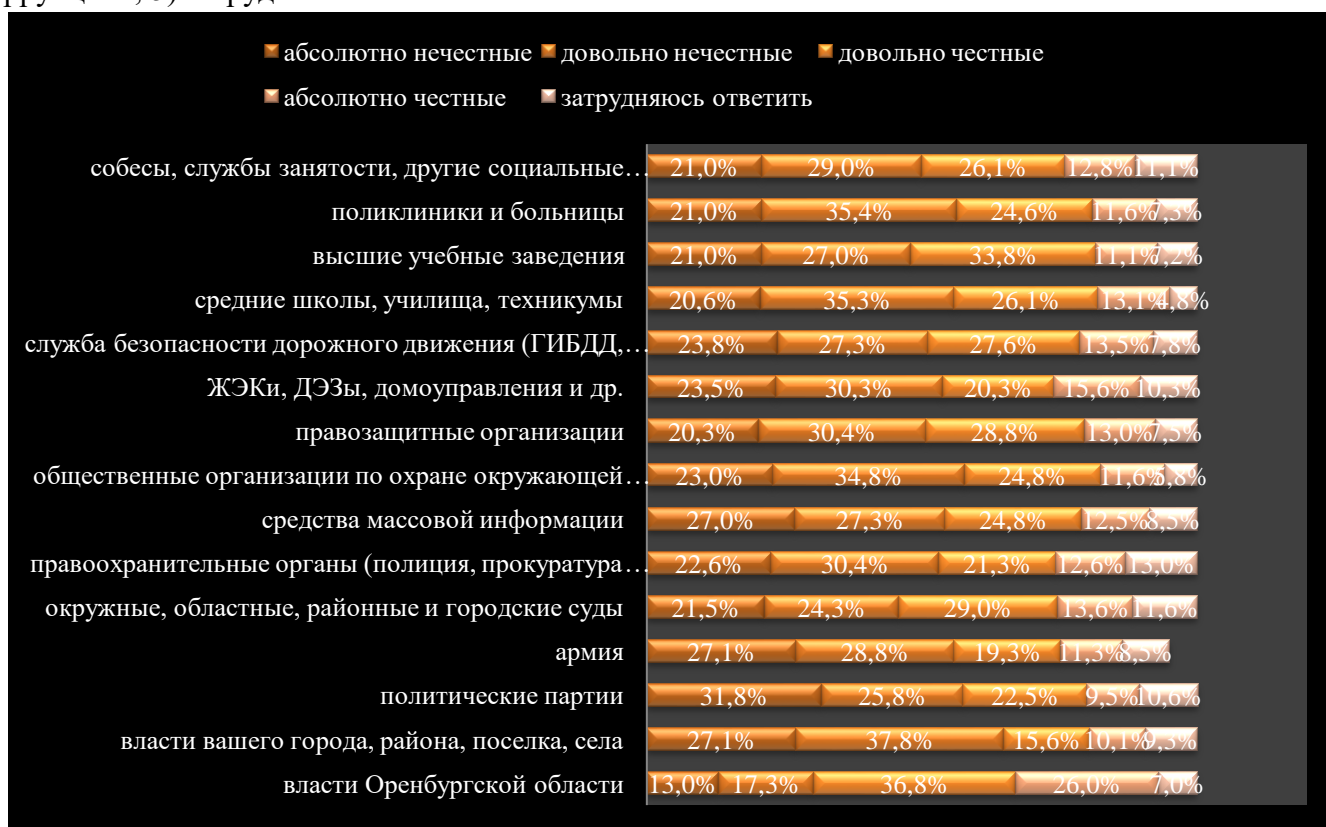 абсолютно нечестные довольно нечестные довольно честные
абсолютно честные затрудняюсь ответить
собесы, службы занятости, другие социальные… 21,0% 29,0% 26,1% 12,8% 11,1%
поликлиники и больницы 21,0% 35,4% 24,6% 11,6% 7,3%
высшие учебные заведения 21,0% 27,0% 33,8% 11,1% 7,2%
средние школы, училища, техникумы 20,6% 35,3% 26,1% 13,1% 4,8%
служба безопасности дорожного движения (ГИБДД,… 23,8% 27,3% 27,6% 13,5% 7,8%
ЖЭКи, ДЭЗы, домоуправления и др. 23,5% 30,3% 20,3% 15,6% 10,3%
правозащитные организации 20,3% 30,4% 28,8% 13,0% 7,5%
общественные организации по охране окружающей… 23,0% 34,8% 24,8% 11,6% 5,8%
средства массовой информации 27,0% 27,3% 24,8% 12,5% 8,5%
правоохранительные органы (полиция, прокуратура… 22,6% 30,4% 21,3% 12,6% 13,0%
окружные, областные, районные и городские суды 21,5% 24,3% 29,0% 13,6% 11,6%
армия 27,1% 28,8% 19,3% 11,3% 8,5%
политические партии 31,8% 25,8% 22,5% 9,5% 10,6%
власти вашего города, района, поселка, села 27,1% 37,8% 15,6% 10,1% 9,3%
власти Оренбургской области 13,0% 17,3% 36,8% 26,0% 7,0%